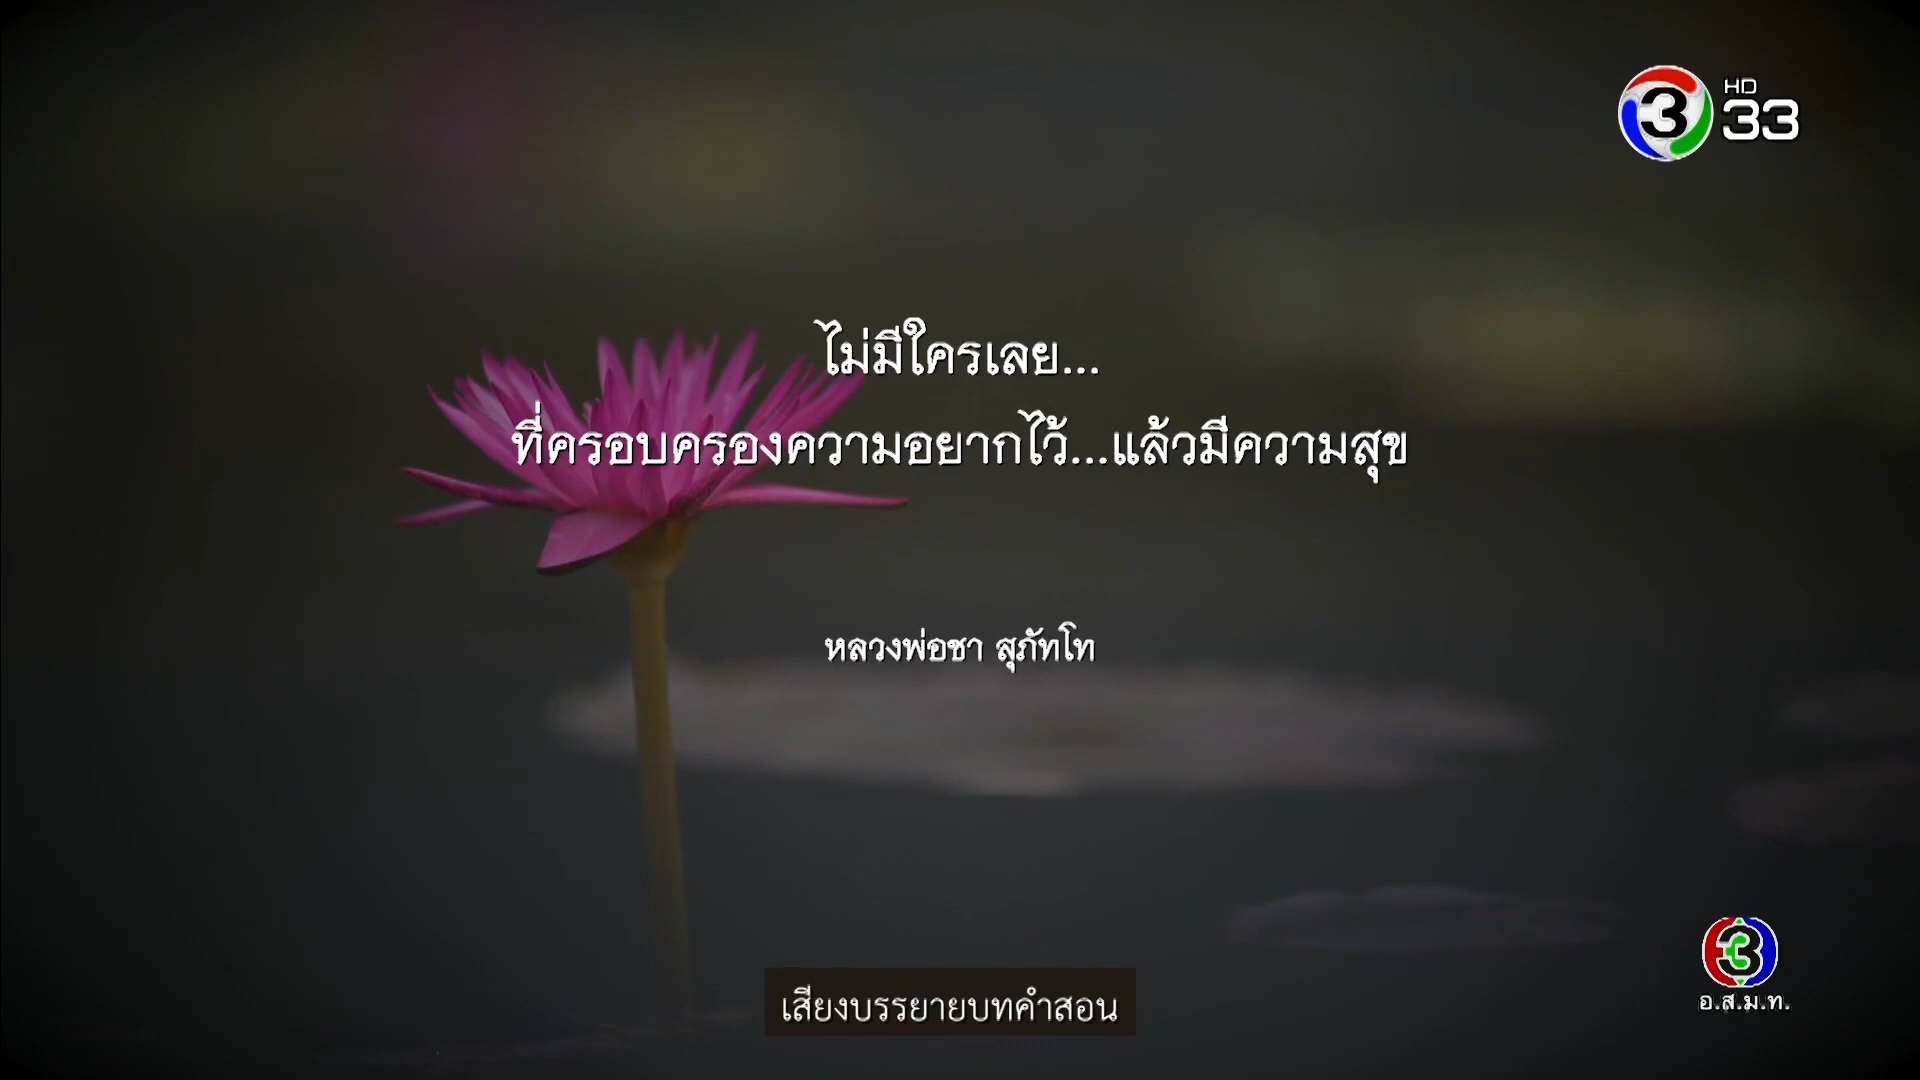 HD
3 33
ไม่มีใครเลย...
ที่ครอบครองความอยากไว้...แล้วมีความสุข
หลวงพ่อชา สุภัทโท
3
อ.ส.ม.ท.
เสียงบรรยายบทคำสอน